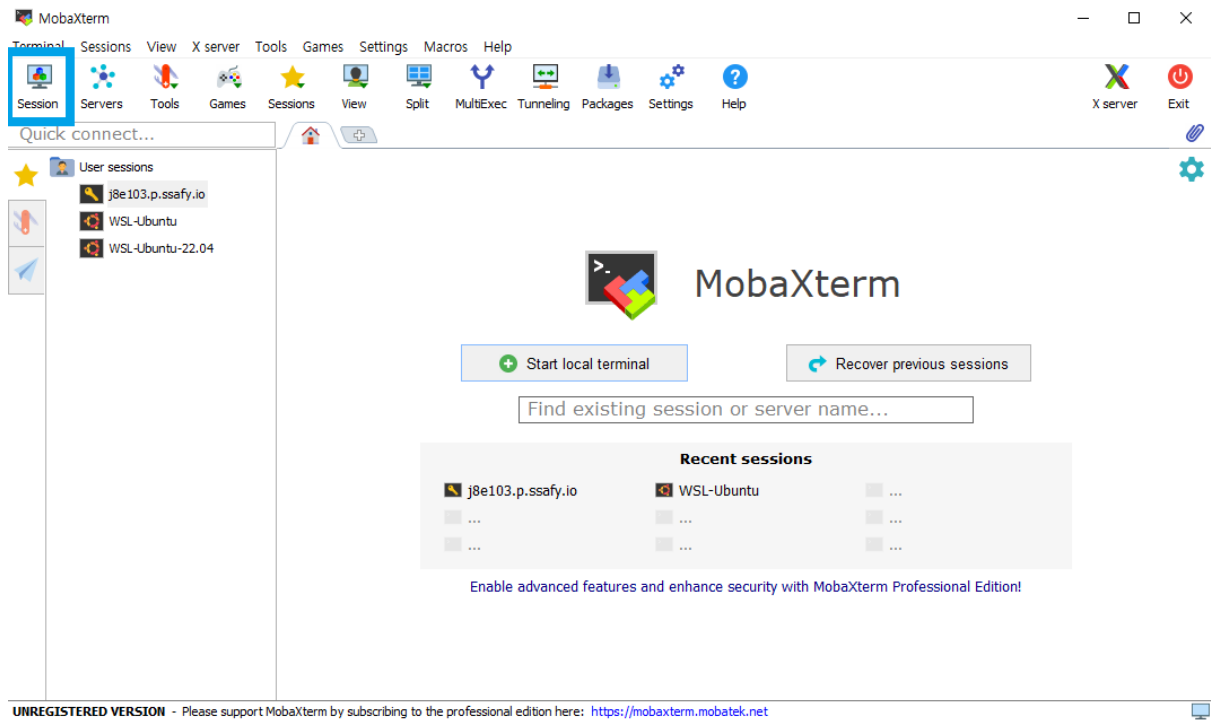 MobaXterm
Terminal Sessions View X server Tools Games Settings Macros Help
Session Servers Tools Games Sessions View Split MultiExec Tunneling Packages Settings Help X server Exit
Quick connect...
User sessions
j8e103.p.ssafy.io
WSL-Ubuntu
WSL-Ubuntu-22.04
>_
MobaXterm
Start local terminal Recover previous sessions
Find existing session or server name...
Recent sessions
j8e103.p.ssafy.io WSL-Ubuntu ...
... ... ...
... ... ...
Enable advanced features and enhance security with MobaXterm Professional Edition!
UNREGISTERED VERSION - Please support MobaXterm by subscribing to the professional edition here: https://mobaxterm.mobatek.net